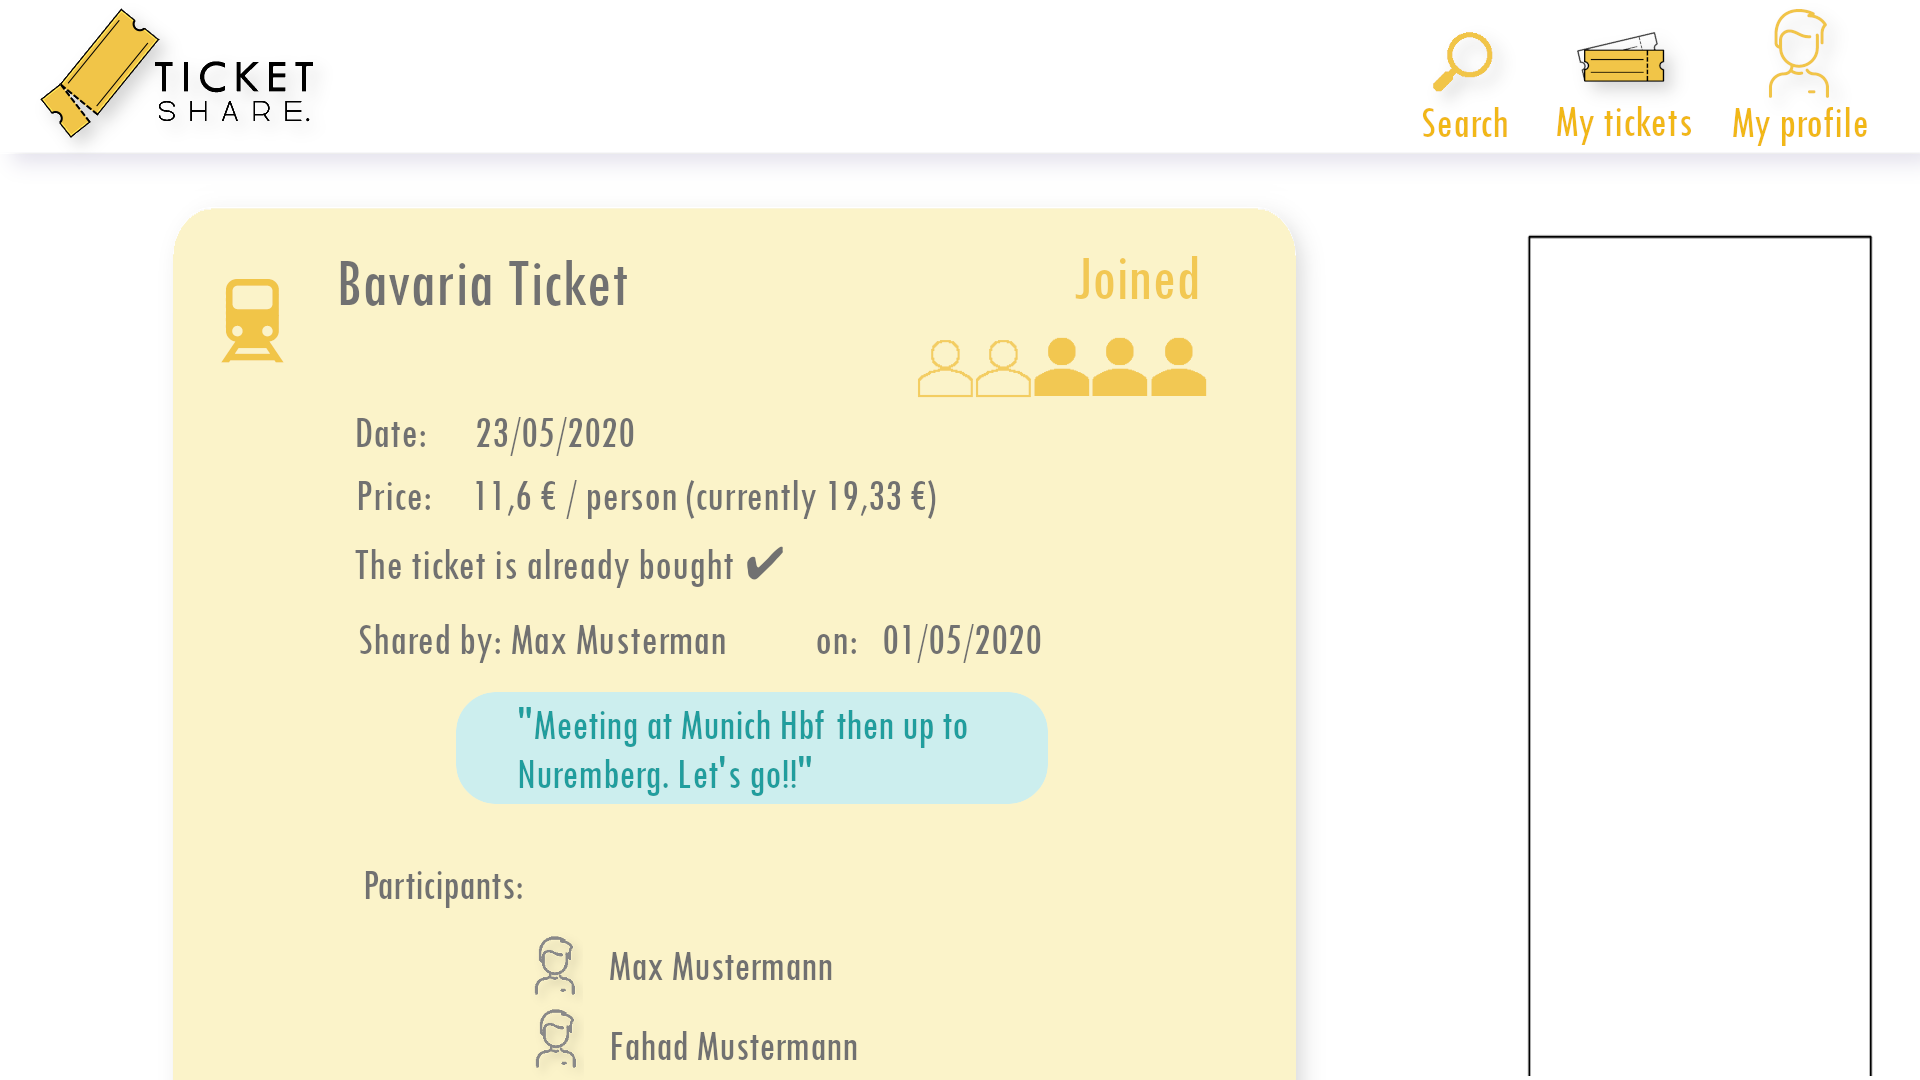 TICKET
SHARE.
Search
My tickets
My profile
Bavaria Ticket
Joined
Date: 23/05/2020
Price: 11,6 € / person (currently 19,33 €)
The ticket is already bought ✔
Shared by: Max Musterman on: 01/05/2020
"Meeting at Munich Hbf then up to
Nuremberg. Let's go!!"
Participants:
Max Mustermann
Fahad Mustermann